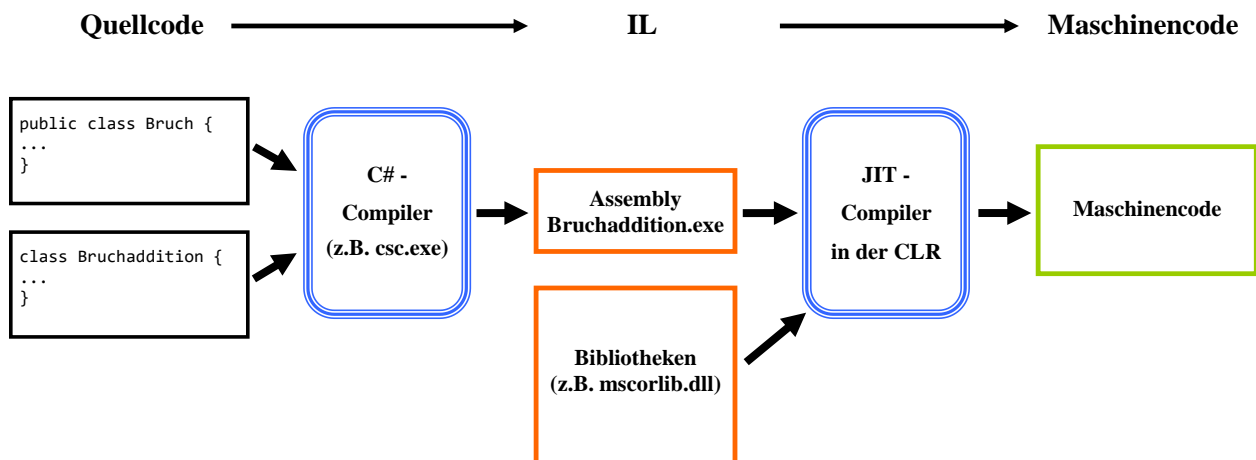 Quellcode
IL
Maschinencode
public class Bruch {
...
}
class Bruchaddition {
...
}
C# -
Compiler
(z.B. csc.exe)
Assembly
Bruchaddition.exe
Bibliotheken
(z.B. mscorlib.dll)
JIT -
Compiler
in der CLR
Maschinencode